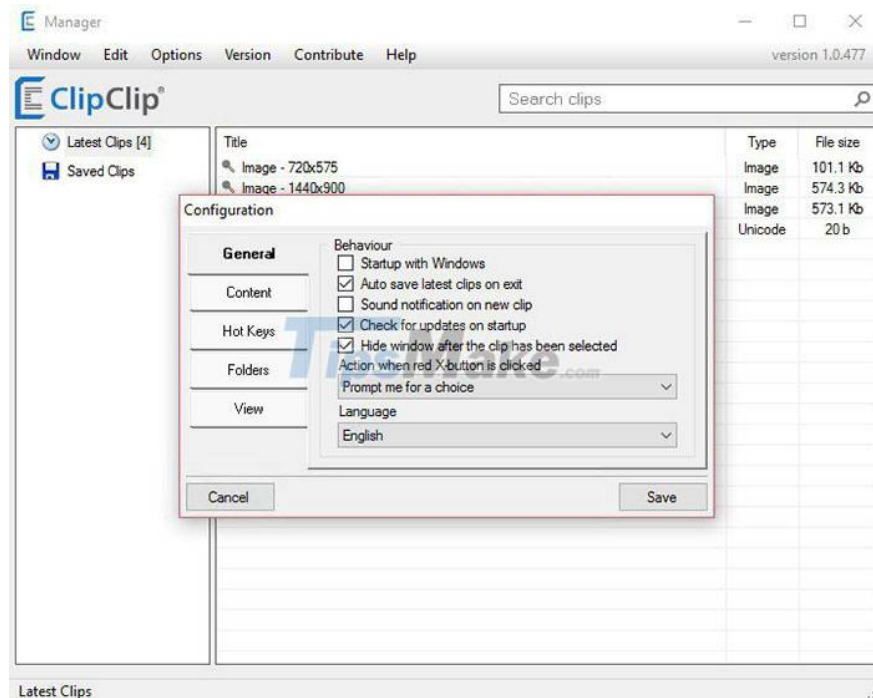 Manager
Window Edit Options Version Contribute Help version 1.0.477
ClipClip®
Search clips
Latest Clips [4]
Saved Clips
Title Type File size
Image - 720x575 Image 101.1 Kb
Image - 1440x900 Image 574.3 Kb
Image 573.1 Kb
Unicode 20 b
Configuration
General
Content
Hot Keys
Folders
View
Behaviour
Startup with Windows
Auto save latest clips on exit
Sound notification on new clip
Check for updates on startup
Hide window after the clip has been selected
Action when red X-button is clicked
Prompt me for a choice
Language
English
TipsMake.com
Cancel Save
Latest Clips